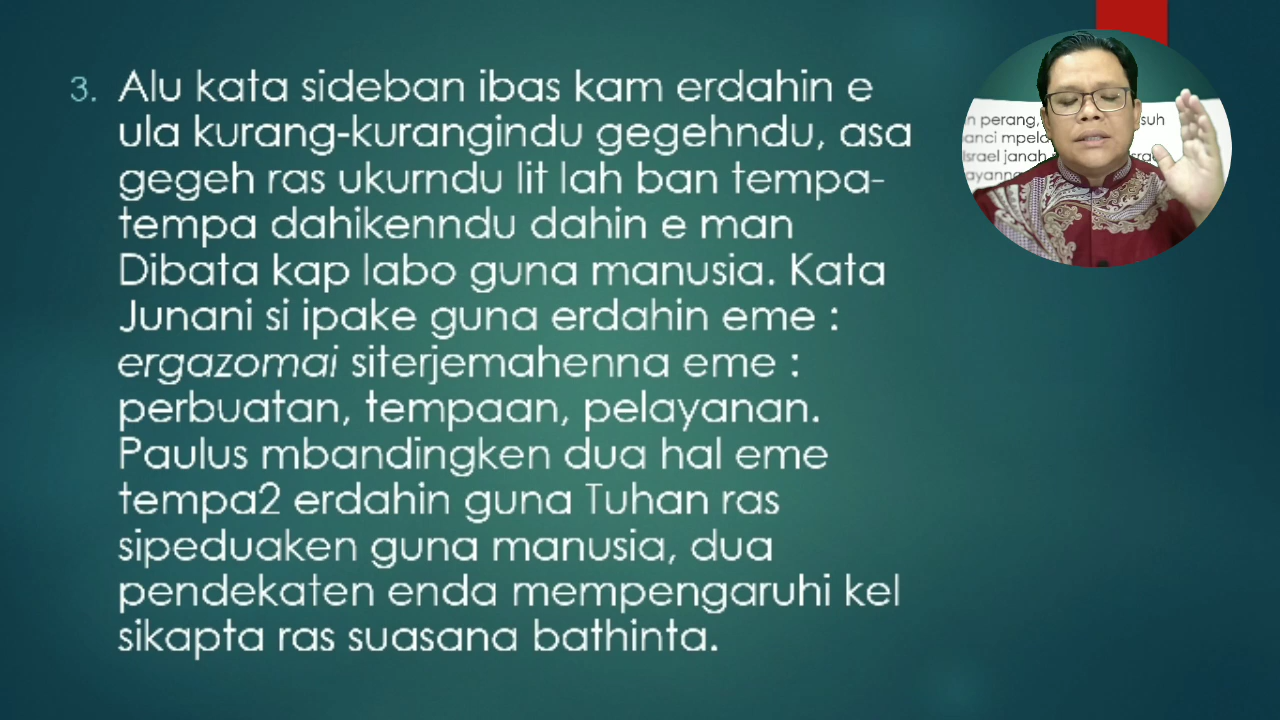 3. Alu kata sideban ibas kam erdahin e
ula kurang-kurangindu gegehndu, asa
gegeh ras ukurndu lit lah ban tempa-
tempa dahikenndu dahin e man
Dibata kap labo guna manusia. Kata
Junani si ipake guna erdahin eme :
ergazomai siterjemahenna eme :
perbuatan, tempaan, pelayanan.
Paulus mbandingken dua hal eme
tempa2 erdahin guna Tuhan ras
sipeduaken guna manusia, dua
pendekaten enda mempengaruhi kel
sikapta ras suasana bathinta.
perang,
Israel janah